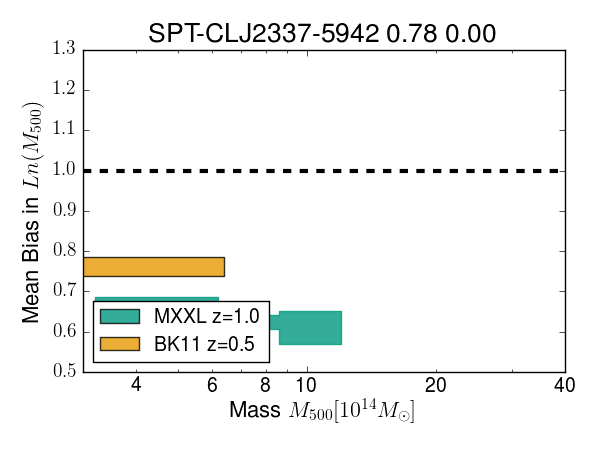 SPT-CLJ2337-5942 0.78 0.00
1.3
1.2
1.1
1.0
0.9
0.8
0.7
0.6
0.5
Mean Bias in Ln(M500)
MXXL z=1.0
BK11 z=0.5
4 6 8 10 20 40
Mass M500[10^14 M⊙]